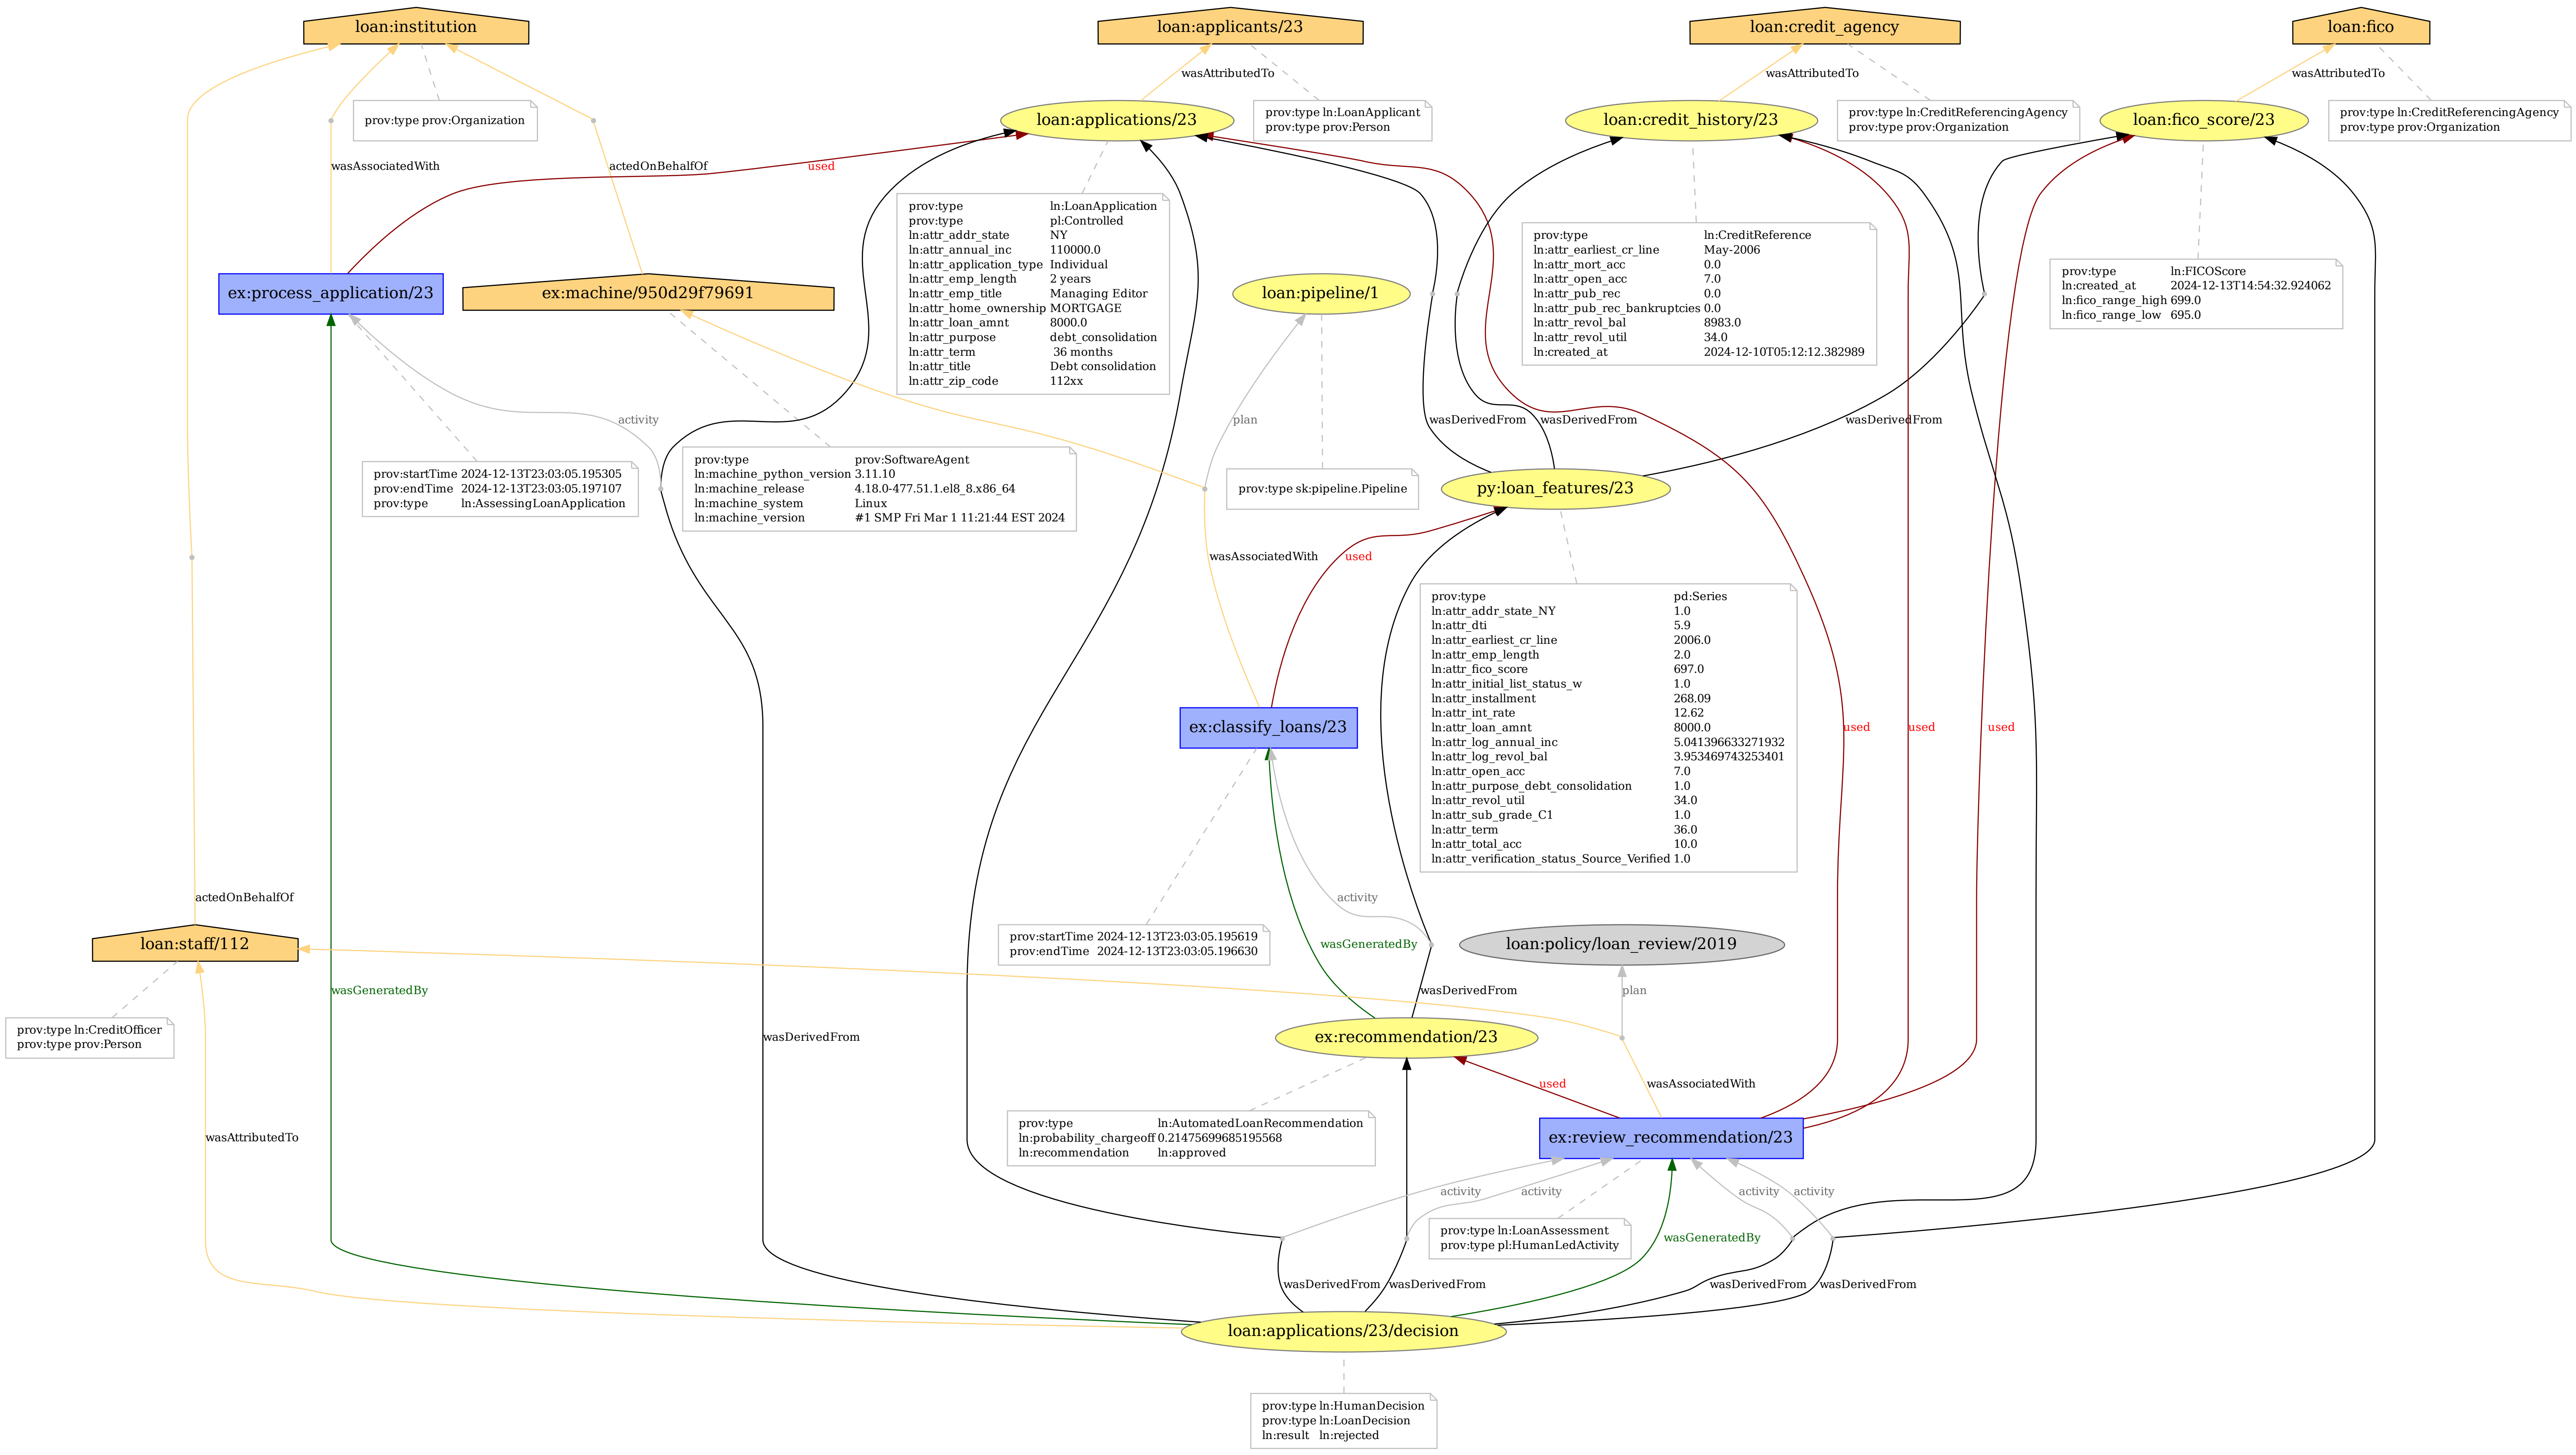 loan:institution
loan:applicants/23
loan:credit_agency
loan:fico
wasAttributedTo
wasAttributedTo
wasAttributedTo
prov:type prov:Organization
loan:applications/23
prov:type ln:LoanApplicant
prov:type prov:Person
loan:credit_history/23
prov:type ln:CreditReferencingAgency
prov:type prov:Organization
loan:fico_score/23
prov:type ln:CreditReferencingAgency
prov:type prov:Organization
wasAssociatedWith
actedOnBehalfOf
used
ex:process_application/23
ex:machine/950d29f79691
prov:type ln:LoanApplication
prov:type pl:Controlled
ln:attr_addr_state NY
ln:attr_annual_inc 110000.0
ln:attr_application_type Individual
ln:attr_emp_length 2 years
ln:attr_emp_title Managing Editor
ln:attr_home_ownership MORTGAGE
ln:attr_loan_amnt 8000.0
ln:attr_purpose debt_consolidation
ln:attr_term 36 months
ln:attr_title Debt consolidation
ln:attr_zip_code 112xx
loan:pipeline/1
prov:type ln:CreditReference
ln:attr_earliest_cr_line May-2006
ln:attr_mort_acc 0.0
ln:attr_open_acc 7.0
ln:attr_pub_rec 0.0
ln:attr_pub_rec_bankruptcies 0.0
ln:attr_revol_bal 8983.0
ln:attr_revol_util 34.0
ln:created_at 2024-12-10T05:12:12.382989
prov:type ln:FICOScore
ln:created_at 2024-12-13T14:54:32.924062
ln:fico_range_high 699.0
ln:fico_range_low 695.0
activity
plan
wasDerivedFrom
wasDerivedFrom
wasDerivedFrom
prov:startTime 2024-12-13T23:03:05.195305
prov:endTime 2024-12-13T23:03:05.197107
prov:type ln:AssessingLoanApplication
prov:type prov:SoftwareAgent
ln:machine_python_version 3.11.10
ln:machine_release 4.18.0-477.51.1.el8_8.x86_64
ln:machine_system Linux
ln:machine_version #1 SMP Fri Mar 1 11:21:44 EST 2024
prov:type sk:pipeline.Pipeline
py:loan_features/23
wasAssociatedWith
used
prov:type pd:Series
ln:attr_addr_state_NY 1.0
ln:attr_dti 5.9
ln:attr_earliest_cr_line 2006.0
ln:attr_emp_length 2.0
ln:attr_fico_score 697.0
ln:attr_initial_list_status_w 1.0
ln:attr_installment 268.09
ln:attr_int_rate 12.62
ln:attr_loan_amnt 8000.0
ln:attr_log_annual_inc 5.041396633271932
ln:attr_log_revol_bal 3.953469743253401
ln:attr_open_acc 7.0
ln:attr_purpose_debt_consolidation 1.0
ln:attr_revol_util 34.0
ln:attr_sub_grade_C1 1.0
ln:attr_term 36.0
ln:attr_total_acc 10.0
ln:attr_verification_status_Source_Verified 1.0
ex:classify_loans/23
used
used
used
actedOnBehalfOf
activity
loan:staff/112
prov:startTime 2024-12-13T23:03:05.195619
prov:endTime 2024-12-13T23:03:05.196630
wasGeneratedBy
loan:policy/loan_review/2019
wasGeneratedBy
wasDerivedFrom
plan
prov:type ln:CreditOfficer
prov:type prov:Person
wasDerivedFrom
ex:recommendation/23
used
wasAssociatedWith
wasAttributedTo
prov:type ln:AutomatedLoanRecommendation
ln:probability_chargeoff 0.21475699685195568
ln:recommendation ln:approved
ex:review_recommendation/23
activity
activity
activity
activity
prov:type ln:LoanAssessment
prov:type pl:HumanLedActivity
wasGeneratedBy
wasDerivedFrom
wasDerivedFrom
wasDerivedFrom
wasDerivedFrom
loan:applications/23/decision
prov:type ln:HumanDecision
prov:type ln:LoanDecision
ln:result ln:rejected